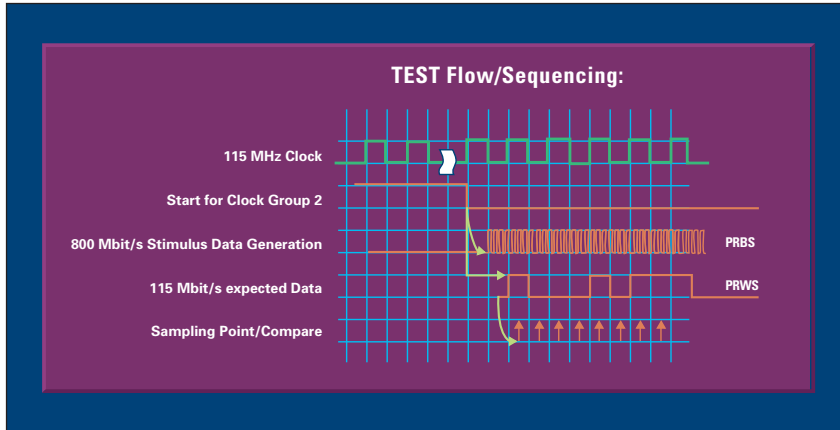 TEST Flow/Sequencing:
115 MHz Clock
Start for Clock Group 2
800 Mbit/s Stimulus Data Generation
PRBS
115 Mbit/s expected Data
PRWS
Sampling Point/Compare